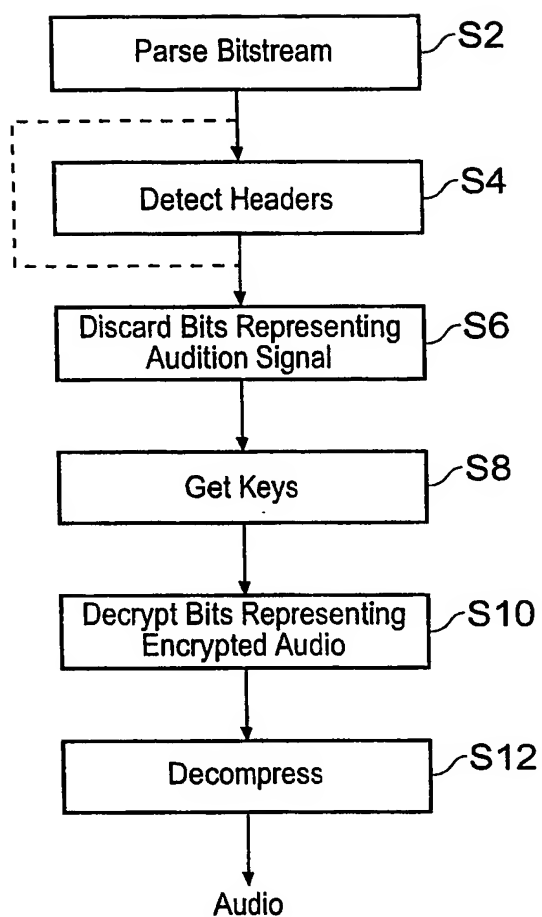 Parse Bitstream S2
Detect Headers S4
Discard Bits Representing S6
Audition Signal
Get Keys S8
Decrypt Bits Representing S10
Encrypted Audio
Decompress S12
Audio